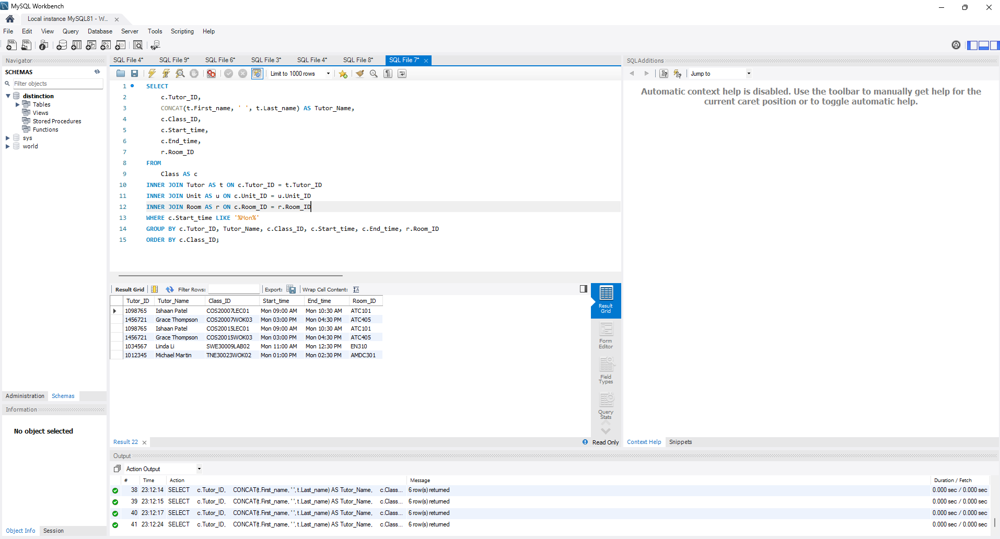 MySQL Workbench
Local instance MySQL81 - W...
File Edit View Query Database Server Tools Scripting Help
Navigator
SCHEMAS
Filter objects
distinction
Tables
Views
Stored Procedures
Functions
sys
world
Administration Schemas
Information
No object selected
Object Info Session
SQL File 4* SQL File 9* SQL File 6* SQL File 3* SQL File 4* SQL File 8* SQL File 7*
Limit to 1000 rows
1 SELECT
2 c.Tutor_ID,
3 CONCAT(t.First_name, ' ', t.Last_name) AS Tutor_Name,
4 c.Class_ID,
5 c.Start_time,
6 c.End_time,
7 r.Room_ID
8 FROM
9 Class AS c
10 INNER JOIN Tutor AS t ON c.Tutor_ID = t.Tutor_ID
11 INNER JOIN Unit AS u ON c.Unit_ID = u.Unit_ID
12 INNER JOIN Room AS r ON c.Room_ID = r.Room_ID
13 WHERE c.Start_time LIKE '%Mon%'
14 GROUP BY c.Tutor_ID, Tutor_Name, c.Class_ID, c.Start_time, c.End_time, r.Room_ID
15 ORDER BY c.Class_ID;
Result Grid Filter Rows: Export: Wrap Cell Content:
Tutor_ID Tutor_Name Class_ID Start_time End_time Room_ID
1098765 Ishaan Patel COS20007LEC01 Mon 09:00 AM Mon 10:30 AM ATC101
1456721 Grace Thompson COS20007WOK03 Mon 03:00 PM Mon 04:30 PM ATC405
1098765 Ishaan Patel COS20015LEC01 Mon 09:00 AM Mon 10:30 AM ATC101
1456721 Grace Thompson COS20015WOK03 Mon 03:00 PM Mon 04:30 PM ATC405
1034567 Linda Li SWE30009LAB02 Mon 11:00 AM Mon 12:30 PM EN310
1012345 Michael Martin TNE30023WOK02 Mon 01:00 PM Mon 02:30 PM AMDC301
Result
Grid
Form
Editor
Field
Types
Query
Stats
Result 22
Read Only
SQLAdditions
Jump to
Automatic context help is disabled. Use the toolbar to manually get help for the
current caret position or to toggle automatic help.
Context Help Snippets
Output
Action Output
# Time Action Message Duration / Fetch
38 23:12:14 SELECT c.Tutor_ID, CONCAT(t.First_name, ' ', t.Last_name) AS Tutor_Name, c.Class... 6 row(s) returned 0.000 sec / 0.000 sec
39 23:12:15 SELECT c.Tutor_ID, CONCAT(t.First_name, ' ', t.Last_name) AS Tutor_Name, c.Class... 6 row(s) returned 0.000 sec / 0.000 sec
40 23:12:17 SELECT c.Tutor_ID, CONCAT(t.First_name, ' ', t.Last_name) AS Tutor_Name, c.Class... 6 row(s) returned 0.000 sec / 0.000 sec
41 23:12:24 SELECT c.Tutor_ID, CONCAT(t.First_name, ' ', t.Last_name) AS Tutor_Name, c.Class... 6 row(s) returned 0.000 sec / 0.000 sec